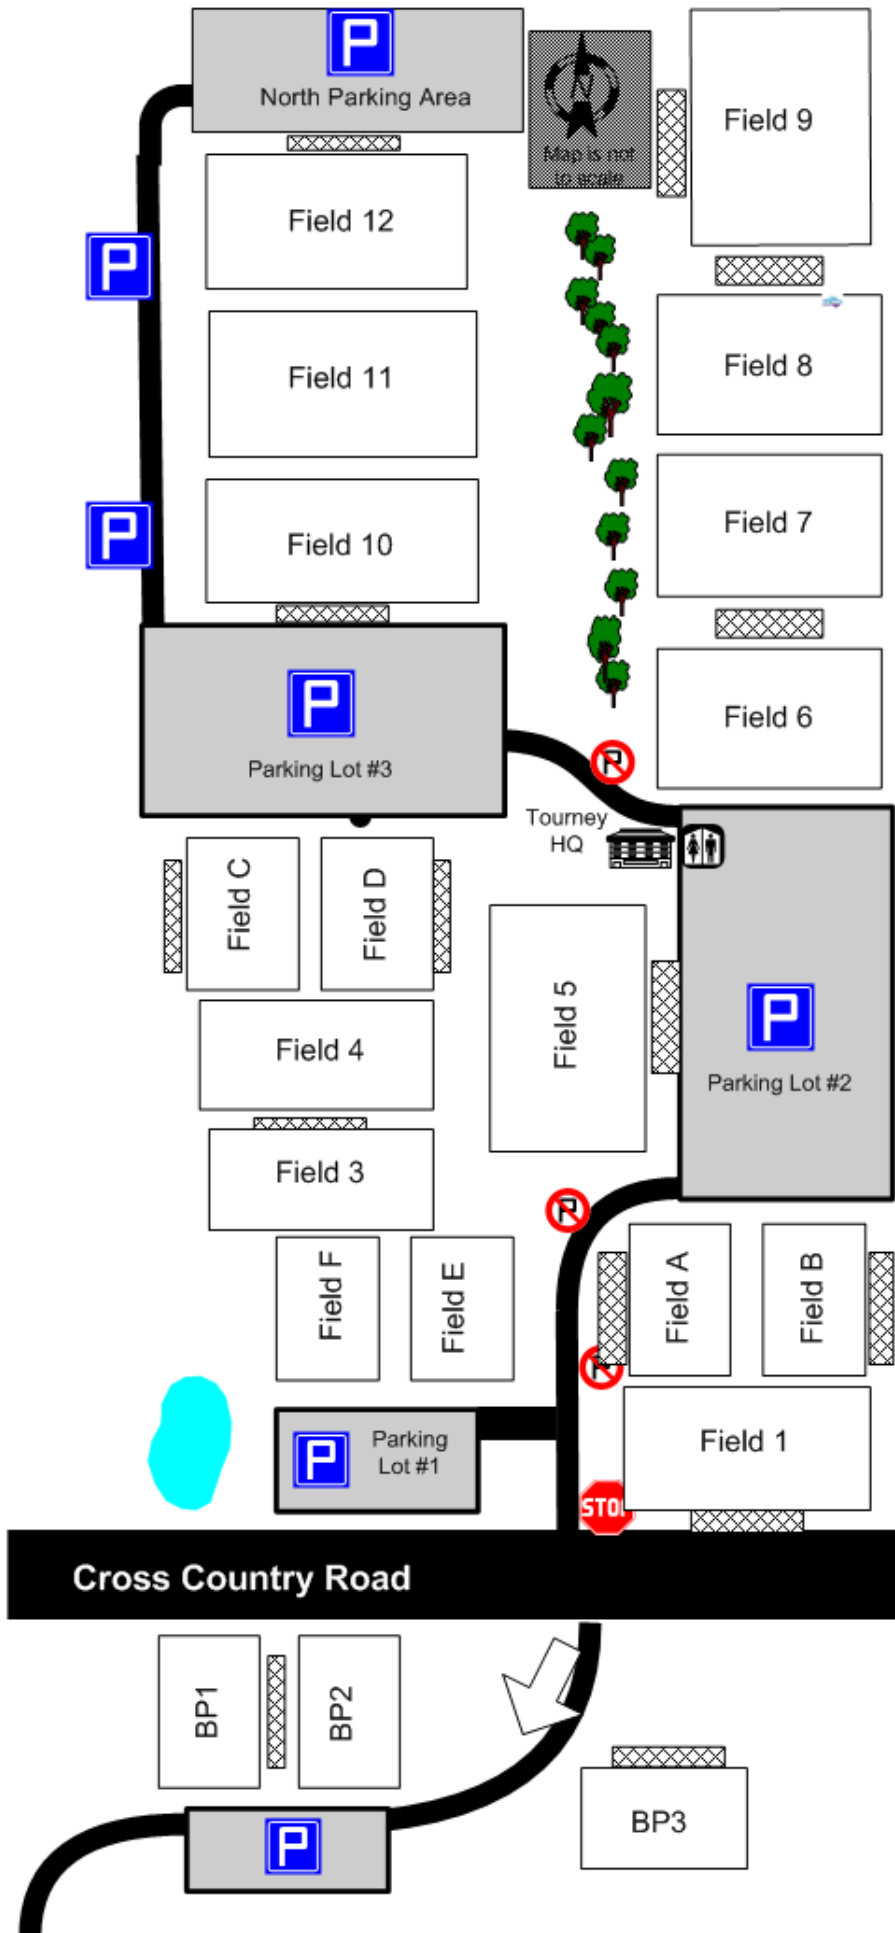 P
North Parking Area
N
Map is not
to scale
Field 9
Field 12
P
Field 11
Field 8
P
Field 10
Field 7
P
Parking Lot #3
Field 6
P
Tourney
HQ
Field C
Field D
Field 5
P
Parking Lot #2
Field 4
Field 3
P
Field F
Field E
Field A
Field B
P
Parking
Lot #1
Field 1
STOP
Cross Country Road
BP1
BP2
BP3
P